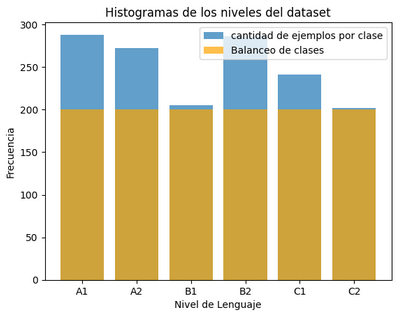 Histogramas de los niveles del dataset
cantidad de ejemplos por clase
Balanceo de clases
Frecuencia
300
250
200
150
100
50
0
A1 A2 B1 B2 C1 C2
Nivel de Lenguaje